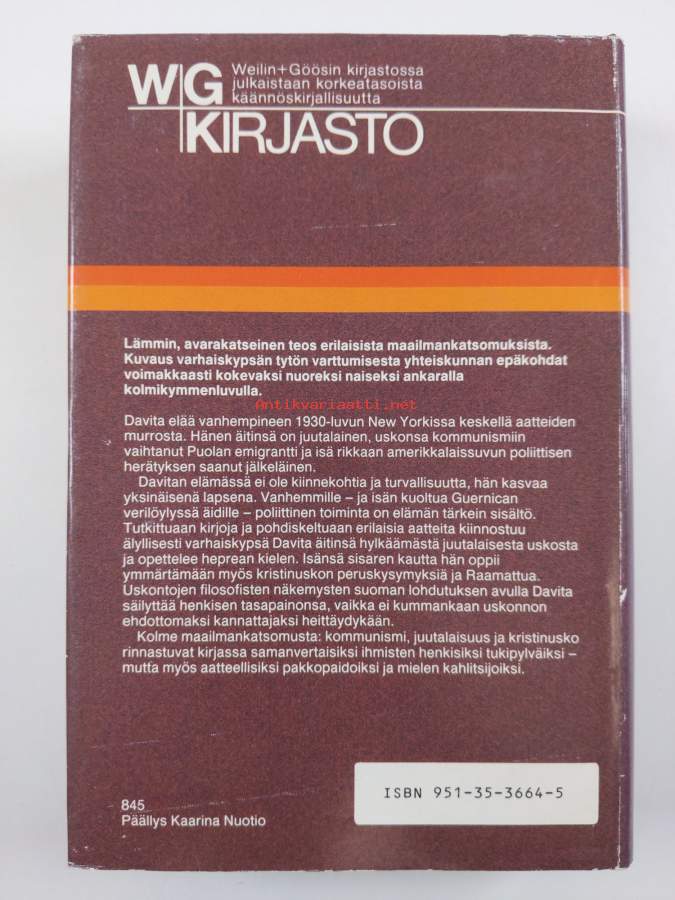 WG
Weilin+Göösin kirjastossa
julkaistaan korkeatasoista
käännöskirjallisuutta
KIRJASTO
Lämmin, avarakatseinen teos erilaisista maailmankatsomuksista.
Kuvaus varhaiskypsän tytön varttumisesta yhteiskunnan epäkohdat
voimakkaasti kokevaksi nuoreksi naiseksi ankaralla
kolmikymmenluvulla.
Antikvariaatti.net
Davita elää vanhempineen 1930-luvun New Yorkissa keskellä aatteiden
murrosta. Hänen äitinsä on juutalainen, uskonsa kommunismiin
vaihtanut Puolan emigrantti ja isä rikkaan amerikkalaissuvun poliittisen
herätyksen saanut jälkeläinen.
Davitan elämässä ei ole kiinnekohtia ja turvallisuutta, hän kasvaa
yksinäisenä lapsena. Vanhemmille – ja isän kuoltua Guernican
verilöylyssä äidille – poliittinen toiminta on elämän tärkein sisältö.
Tutkittuaan kirjoja ja pohdiskeltuaan erilaisia aatteita kiinnostuu
älyllisesti varhaiskypsä Davita äitinsä hylkäämästä juutalaisesta uskosta
ja opettelee heprean kielen. Isänsä sisaren kautta hän oppii
ymmärtämään myös kristinuskon peruskysymyksiä ja Raamattua.
Uskontojen filosofisten näkemysten suoman lohdutuksen avulla Davita
säilyttää henkisen tasapainonsa, vaikka ei kummankaan uskonnon
ehdottomaksi kannattajaksi heittäydykään.
Kolme maailmankatsomusta: kommunismi, juutalaisuus ja kristinusko
rinnastuvat kirjassa samanvertaisiksi ihmisten henkisiksi tukipylväiksi –
mutta myös aatteellisiksi pakkopaidoiksi ja mielen kahlitsijoiksi.
ISBN 951-35-3664-5
845
Päällys Kaarina Nuotio